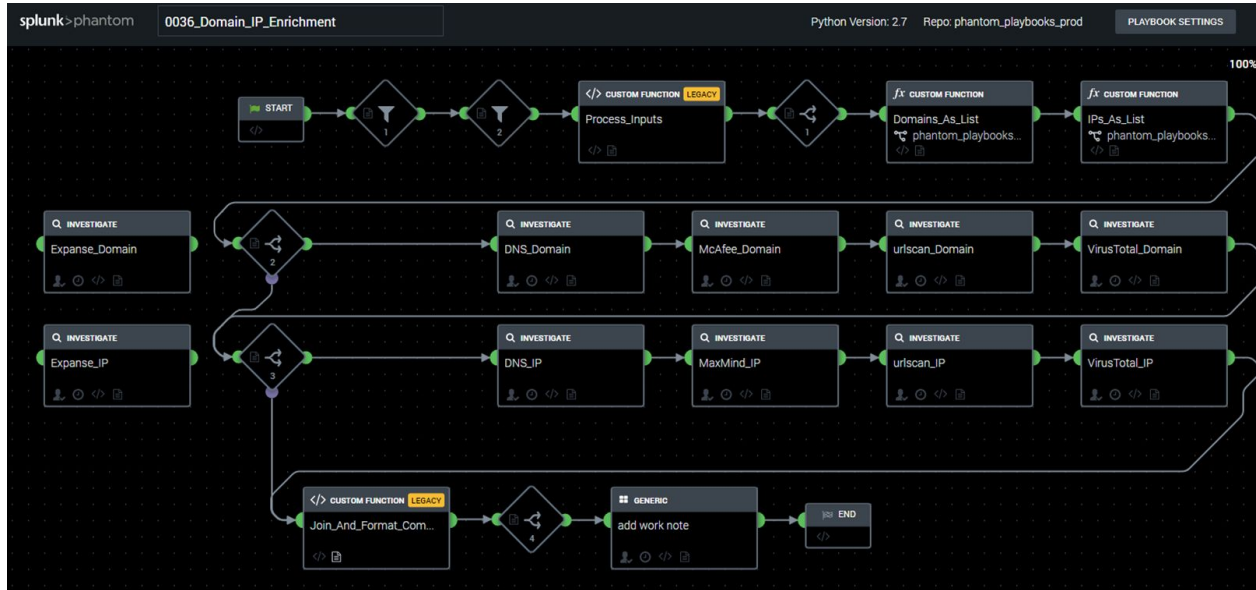 splunk>phantom
0036_Domain_IP_Enrichment
Python Version: 2.7 Repo: phantom_playbooks_prod
PLAYBOOK SETTINGS
100%
START
1
2
</> CUSTOM FUNCTION LEGACY
Process_Inputs
1
fx CUSTOM FUNCTION
Domains_As_List
phantom_playbooks...
fx CUSTOM FUNCTION
IPs_As_List
phantom_playbooks...
INVESTIGATE
Expanse_Domain
2
INVESTIGATE
DNS_Domain
INVESTIGATE
McAfee_Domain
INVESTIGATE
urlscan_Domain
INVESTIGATE
VirusTotal_Domain
INVESTIGATE
Expanse_IP
3
INVESTIGATE
DNS_IP
INVESTIGATE
MaxMind_IP
INVESTIGATE
urlscan_IP
INVESTIGATE
VirusTotal_IP
</> CUSTOM FUNCTION LEGACY
Join_And_Format_Com...
4
GENERIC
add work note
END